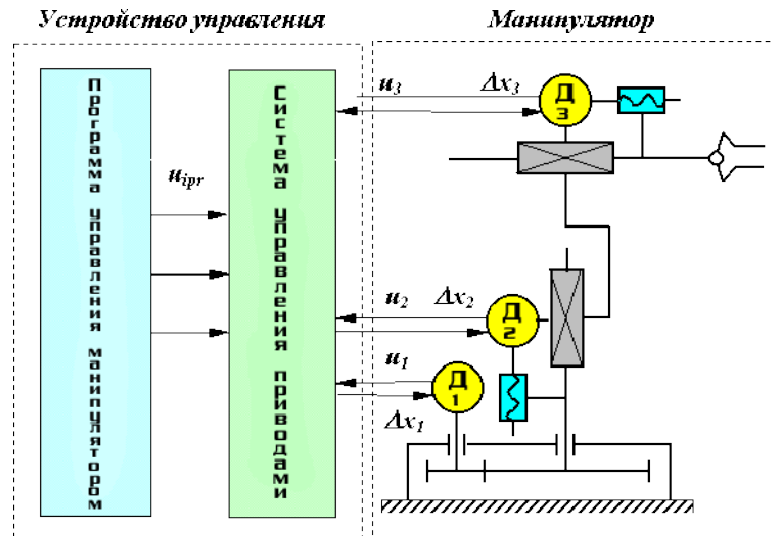 Устройство управления
Манипулятор
Программа управления манипулятором
Система управления приводами
u_ipr
u_3
Δx_3
Д
3
u_2
Δx_2
Д
2
u_1
Д
1
Δx_1